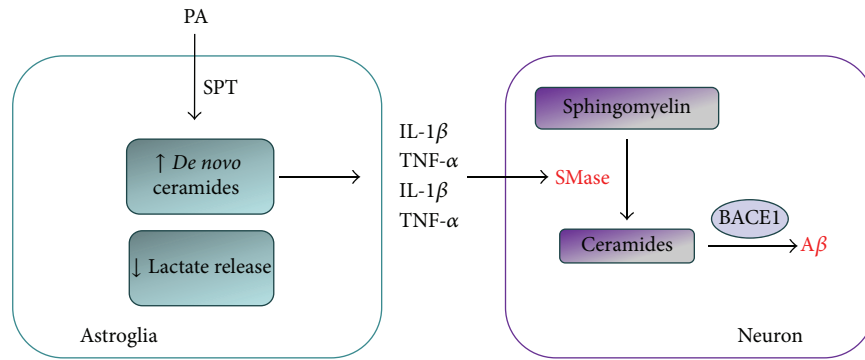 PA
SPT
↑ De novo
ceramides
↓ Lactate release
Astroglia
IL-1β
TNF-α
IL-1β
TNF-α
Sphingomyelin
SMase
Ceramides
BACE1
Aβ
Neuron